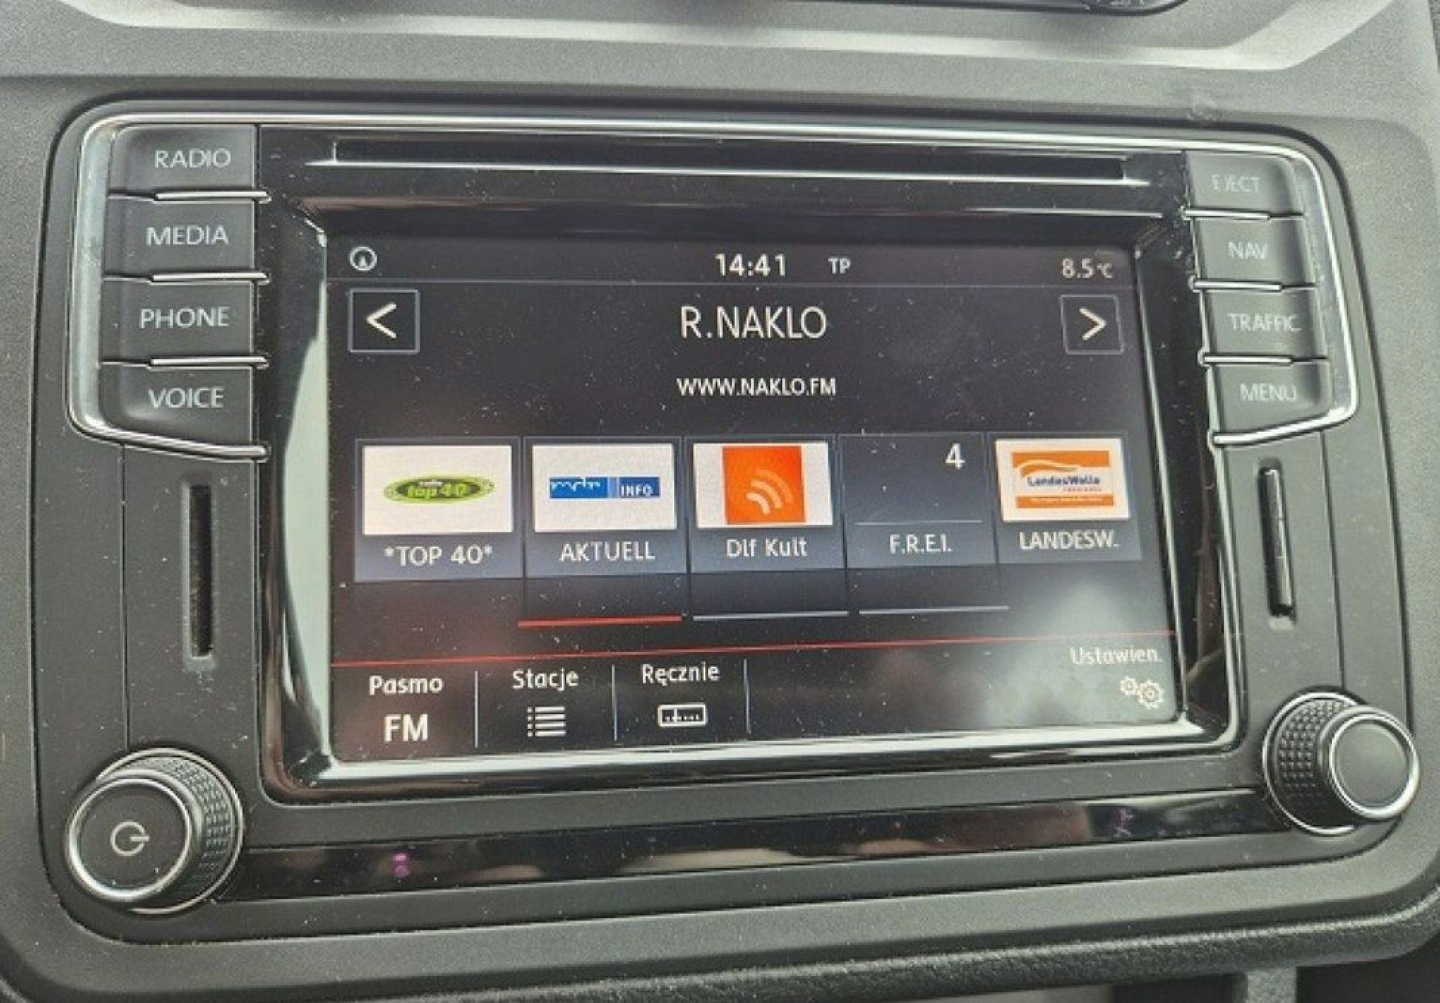 RADIO
MEDIA
PHONE
VOICE
EJECT
NAV
TRAFFIC
MENU
14:41 TP 8.5°C
< R.NAKLO >
WWW.NAKLO.FM
top 40
INFO
4
LandesWelle
*TOP 40*
AKTUELL
Dlf Kult
F.R.E.I.
LANDESW.
Pasmo
FM
Stacje
Ręcznie
Ustawien.